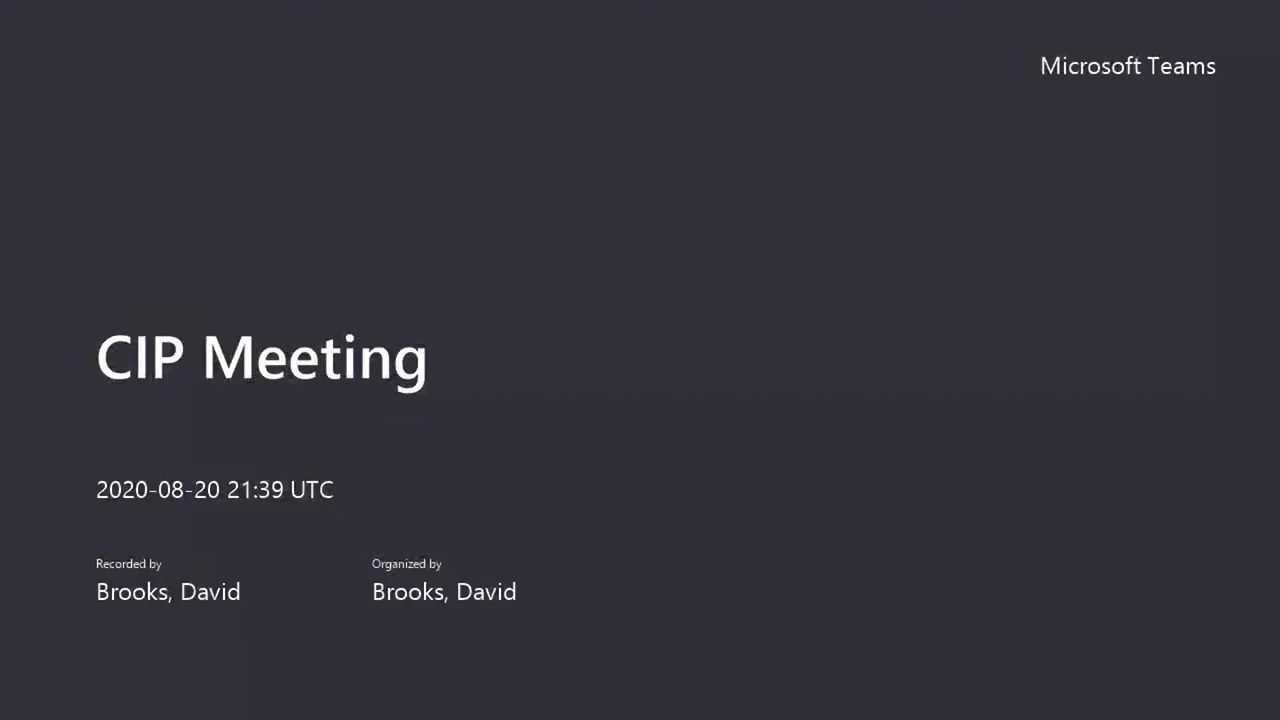 Microsoft Teams
CIP Meeting
2020-08-20 21:39 UTC
Recorded by
Brooks, David
Organized by
Brooks, David